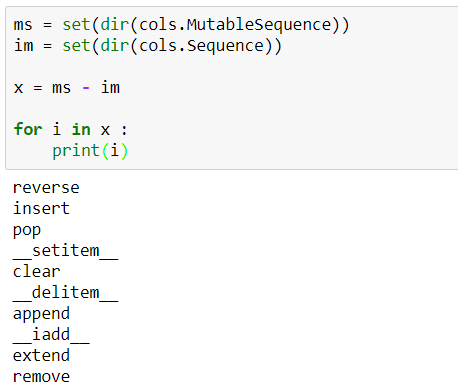 ms = set(dir(cols.MutableSequence))
im = set(dir(cols.Sequence))
x = ms - im
for i in x :
    print(i)
reverse
insert
pop
__setitem__
clear
__delitem__
append
__iadd__
extend
remove